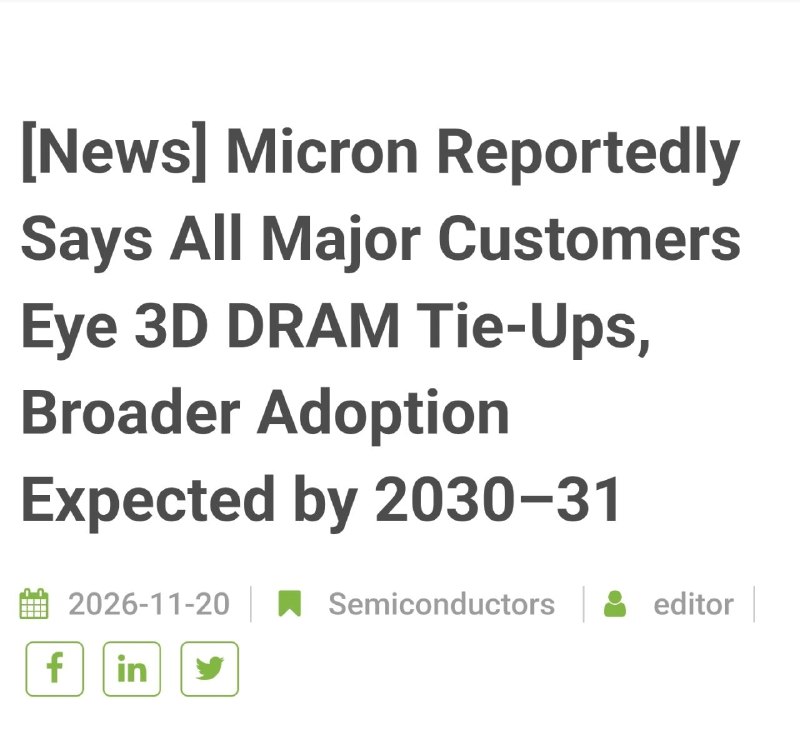 [News] Micron Reportedly
Says All Major Customers
Eye 3D DRAM Tie-Ups,
Broader Adoption
Expected by 2030–31
2026-11-20 Semiconductors editor